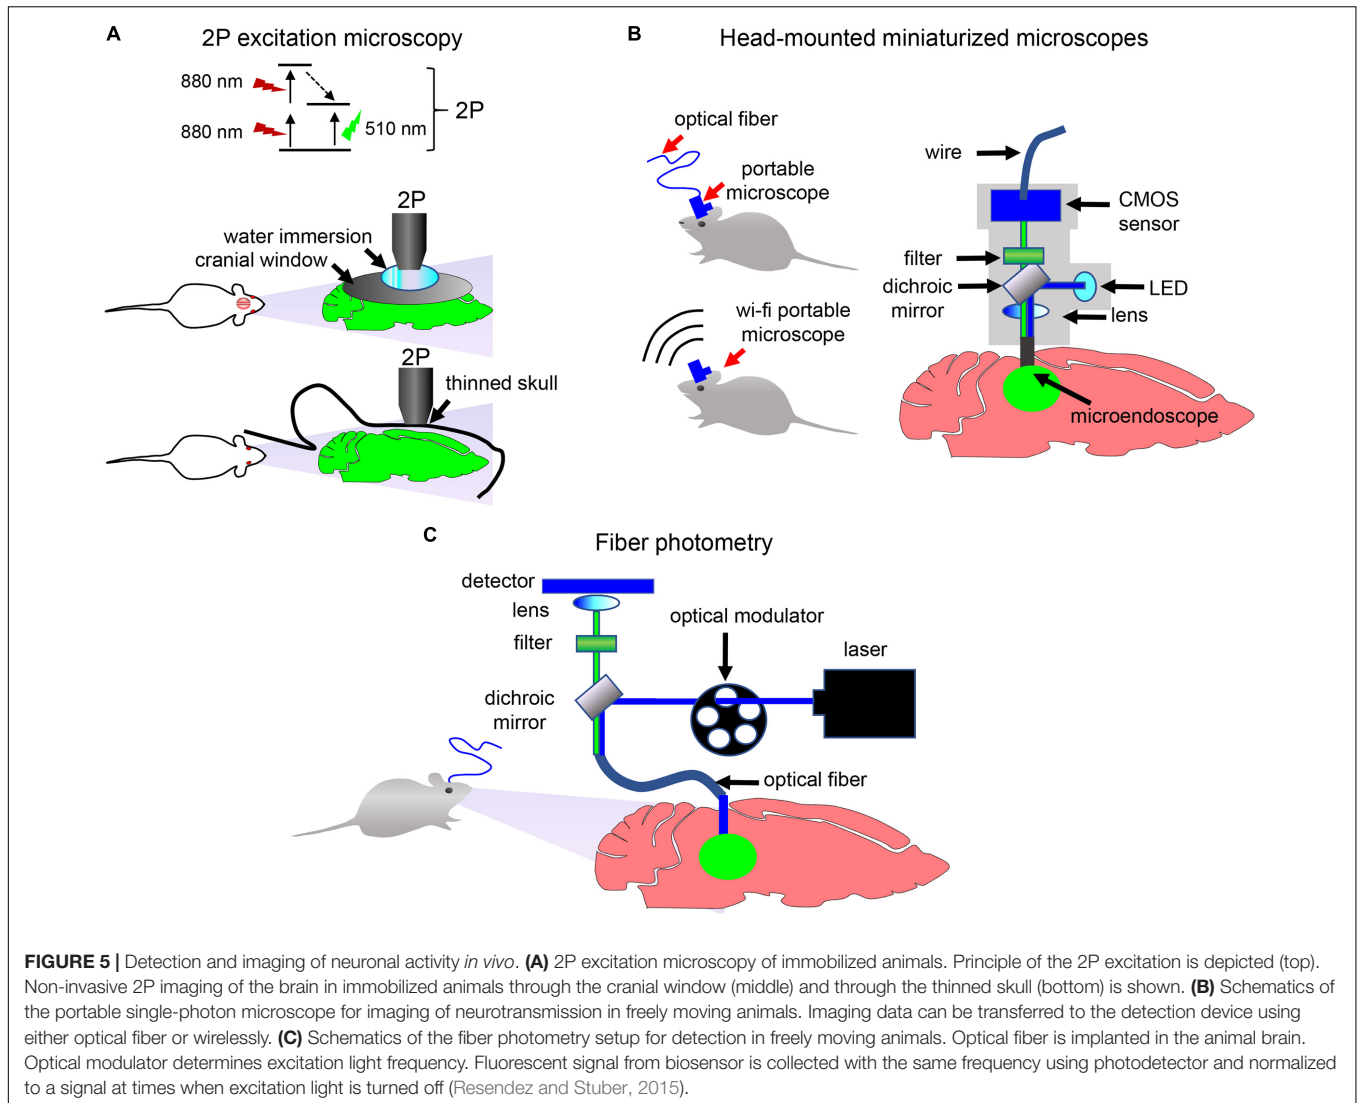 A
2P excitation microscopy
880 nm
880 nm
510 nm
2P
2P
water immersion
cranial window
2P
thinned skull
B
Head-mounted miniaturized microscopes
optical fiber
portable
microscope
wi-fi portable
microscope
wire
CMOS
sensor
filter
dichroic
mirror
LED
lens
microendoscope
C
Fiber photometry
detector
lens
filter
dichroic
mirror
optical modulator
laser
optical fiber
FIGURE 5 | Detection and imaging of neuronal activity in vivo. (A) 2P excitation microscopy of immobilized animals. Principle of the 2P excitation is depicted (top).
Non-invasive 2P imaging of the brain in immobilized animals through the cranial window (middle) and through the thinned skull (bottom) is shown. (B) Schematics of
the portable single-photon microscope for imaging of neurotransmission in freely moving animals. Imaging data can be transferred to the detection device using
either optical fiber or wirelessly. (C) Schematics of the fiber photometry setup for detection in freely moving animals. Optical fiber is implanted in the animal brain.
Optical modulator determines excitation light frequency. Fluorescent signal from biosensor is collected with the same frequency using photodetector and normalized
to a signal at times when excitation light is turned off (Resendez and Stuber, 2015).